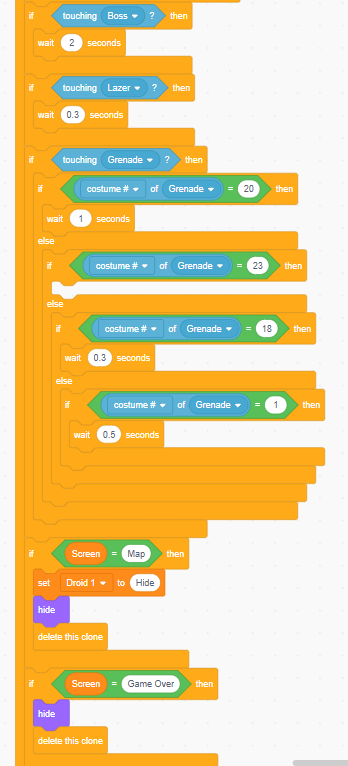 if touching Boss ? then
wait 2 seconds
if touching Lazer ? then
wait 0.3 seconds
if touching Grenade ? then
if costume # of Grenade = 20 then
wait 1 seconds
else
if costume # of Grenade = 23 then
else
if costume # of Grenade = 18 then
wait 0.3 seconds
else
if costume # of Grenade = 1 then
wait 0.5 seconds
if Screen = Map then
set Droid 1 to Hide
hide
delete this clone
if Screen = Game Over then
hide
delete this clone